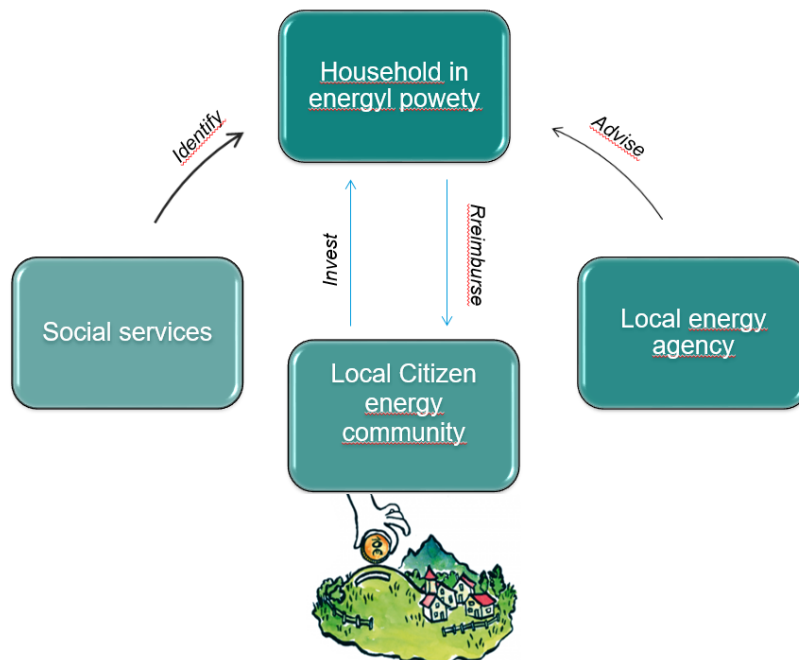 Household in
energyl powety
Identify
Advise
Invest
Rreimburse
Social services
Local energy
agency
Local Citizen
energy
community